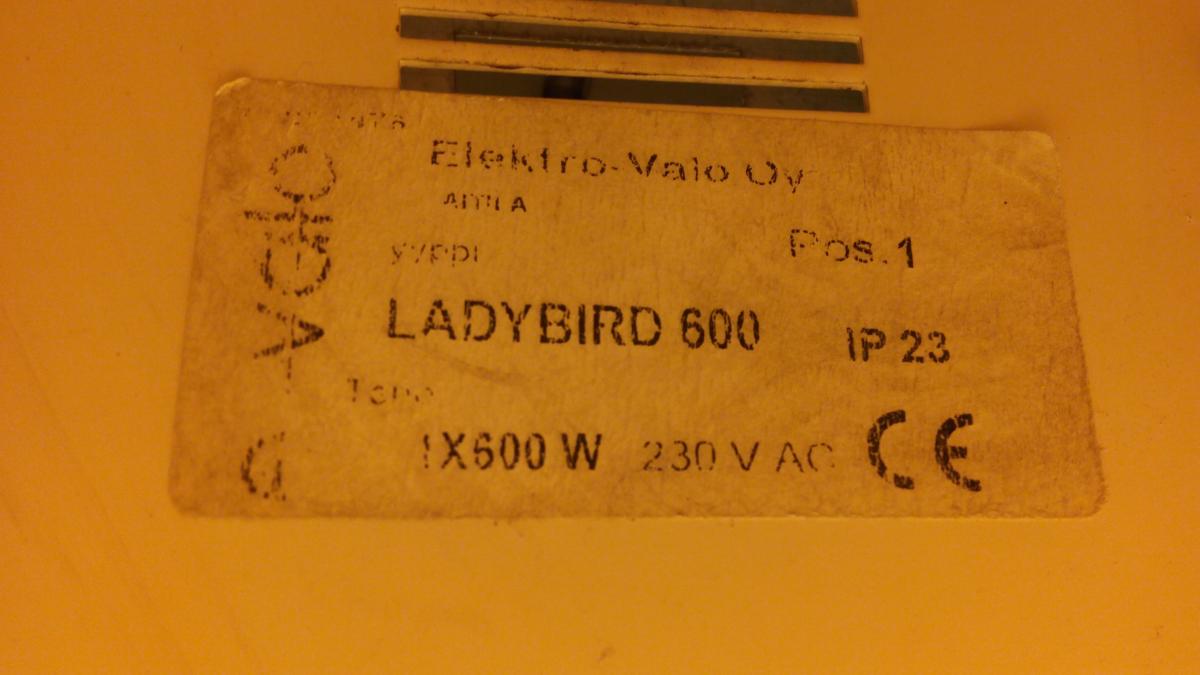 Elektro-Valo Oy
Pos.1
LADYBIRD 600 IP 23
1X600 W 230 V AC CE